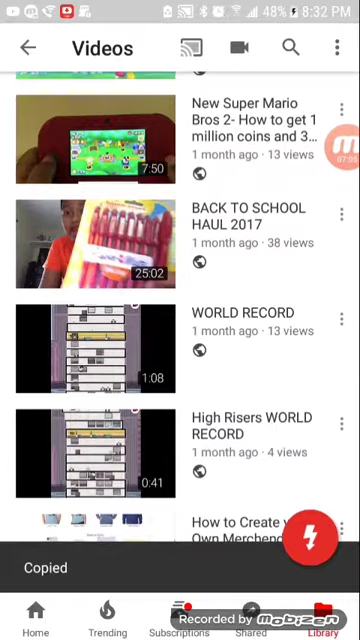 48% 8:32 PM
Videos
New Super Mario
Bros 2- How to get 1
million coins and 3...
1 month ago · 13 views
7:50
07:05
BACK TO SCHOOL
HAUL 2017
1 month ago · 38 views
25:02
WORLD RECORD
1 month ago · 13 views
1:08
High Risers WORLD
RECORD
1 month ago · 4 views
0:41
How to Create
Own Merchen
Copied
Recorded by mobizen
Home Trending Subscriptions Shared Library